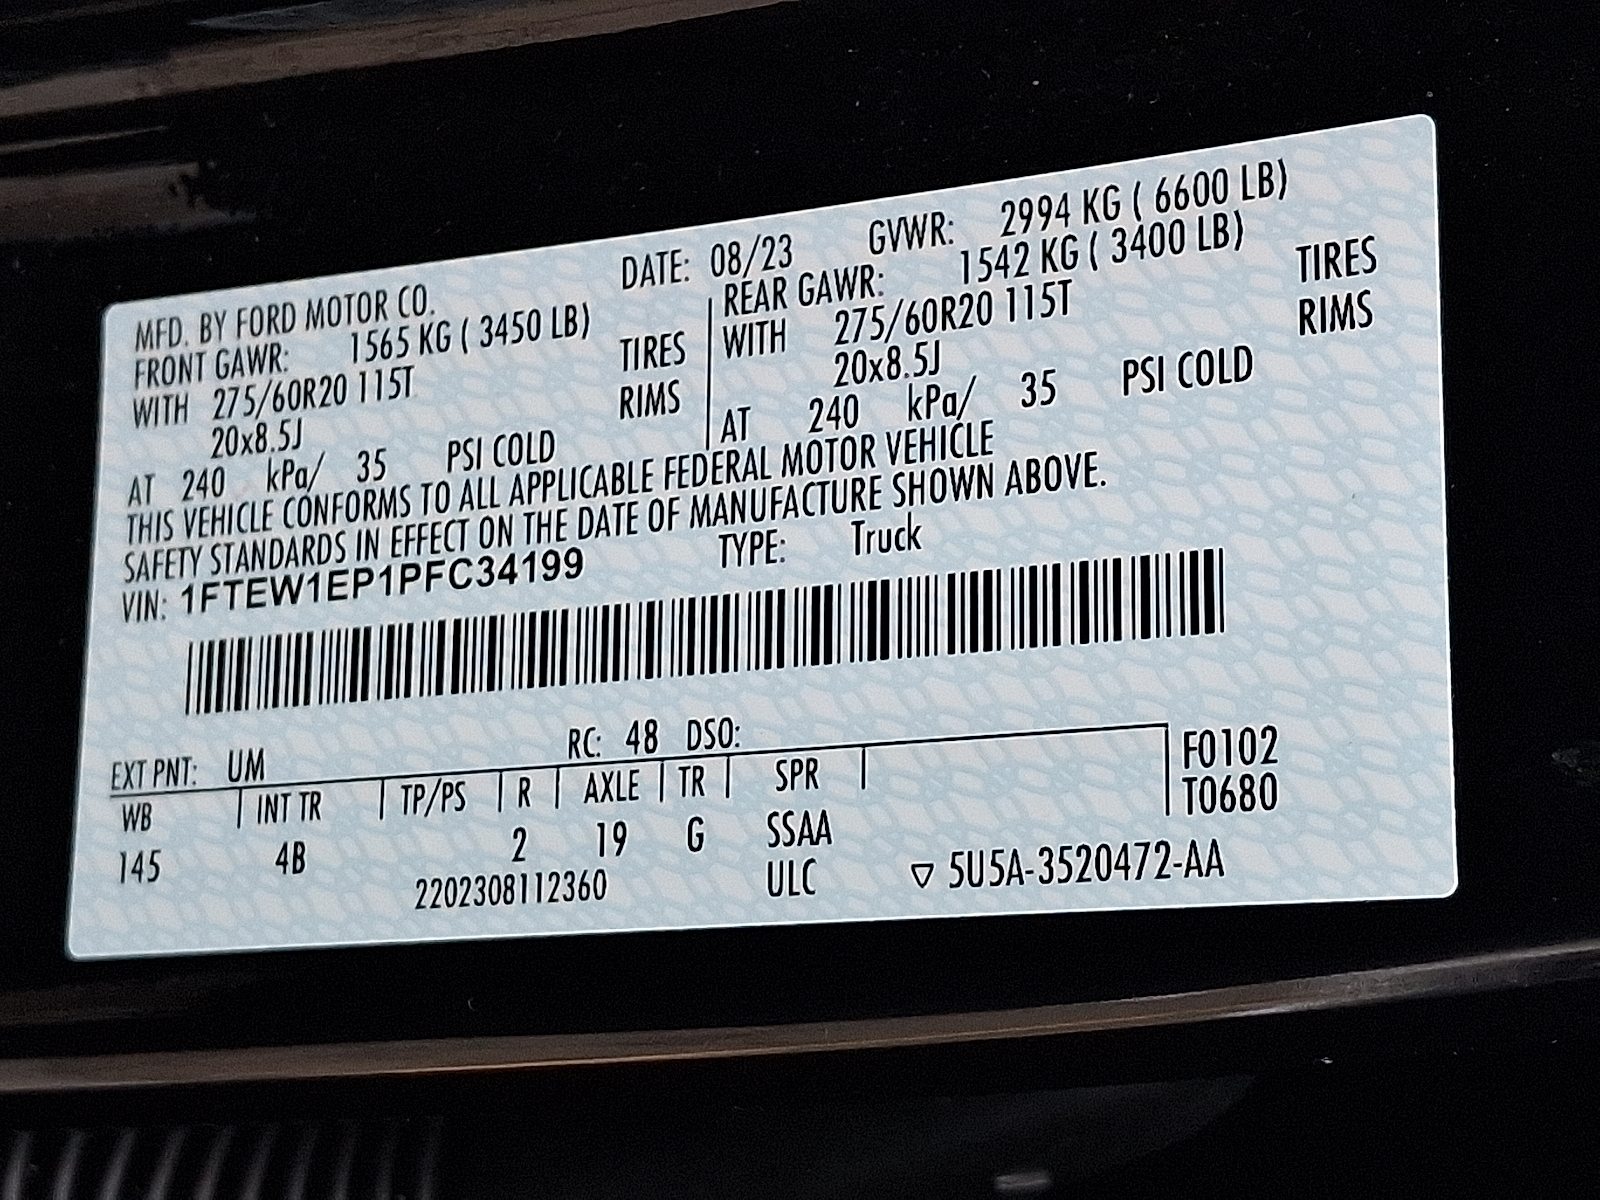 MFD. BY FORD MOTOR CO. DATE: 08/23 GVWR: 2994 KG ( 6600 LB)
FRONT GAWR: 1565 KG ( 3450 LB)
WITH 275/60R20 115T TIRES
20x8.5J RIMS
AT 240 kPa/ 35 PSI COLD
REAR GAWR: 1542 KG ( 3400 LB)
WITH 275/60R20 115T TIRES
20x8.5J RIMS
AT 240 kPa/ 35 PSI COLD
THIS VEHICLE CONFORMS TO ALL APPLICABLE FEDERAL MOTOR VEHICLE
SAFETY STANDARDS IN EFFECT ON THE DATE OF MANUFACTURE SHOWN ABOVE.
VIN: 1FTEW1EP1PFC34199 TYPE: Truck
EXT PNT: UM RC: 48 DSO: F0102
WB INT TR TP/PS R AXLE TR SPR T0680
145 4B 2 19 G SSAA
2202308112360 ULC ▽ 5U5A-3520472-AA